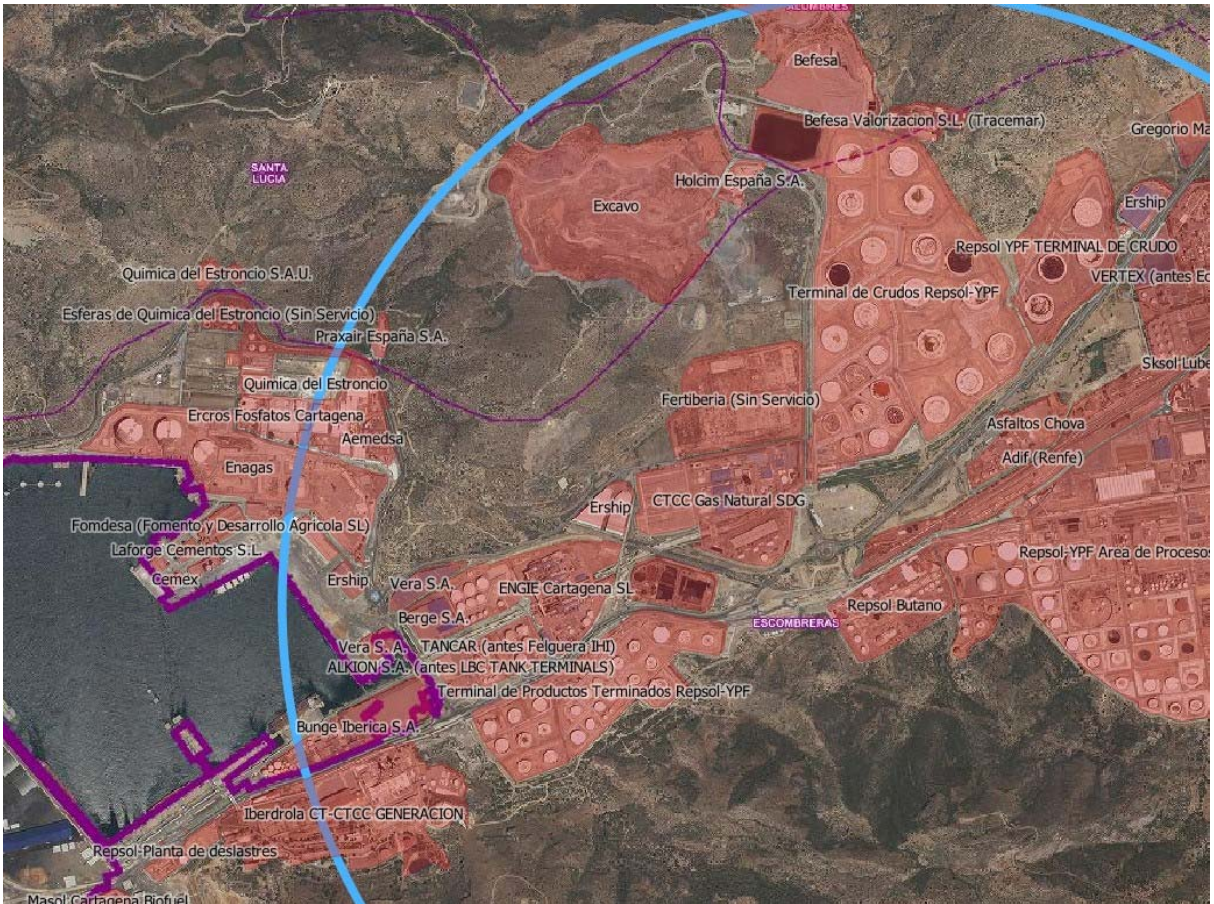 ALUMBRES
Befesa
Befesa Valorizacion S.L. (Tracemar)
Gregorio Ma
SANTA
LUCIA
Holcim España S.A.
Excavo
Ership
Repsol YPF TERMINAL DE CRUDO
Quimica del Estroncio S.A.U.
VERTEX (antes Ec
Terminal de Crudos Repsol-YPF
Esferas de Quimica del Estroncio (Sin Servicio)
Praxair España S.A.
Sksol Lube
Quimica del Estroncio
Fertiberia (Sin Servicio)
Ercros Fosfatos Cartagena
Asfaltos Chova
Aemedsa
Adif (Renfe)
Enagas
CTCC Gas Natural SDG
Ership
Fomdesa (Fomento y Desarrollo Agricola SL)
Laforge Cementos S.L.
Repsol-YPF Area de Procesos
Cemex
Ership
Vera S.A.
ENGIE Cartagena SL
Repsol Butano
Berge S.A.
ESCOMBRERAS
Vera S. A.
TANCAR (antes Felguera IHI)
ALKION S.A. (antes LBC TANK TERMINALS)
Terminal de Productos Terminados Repsol-YPF
Bunge Iberica S.A.
Iberdrola CT-CTCC GENERACION
Repsol-Planta de deslastres
Masol Cartagena Biofuel